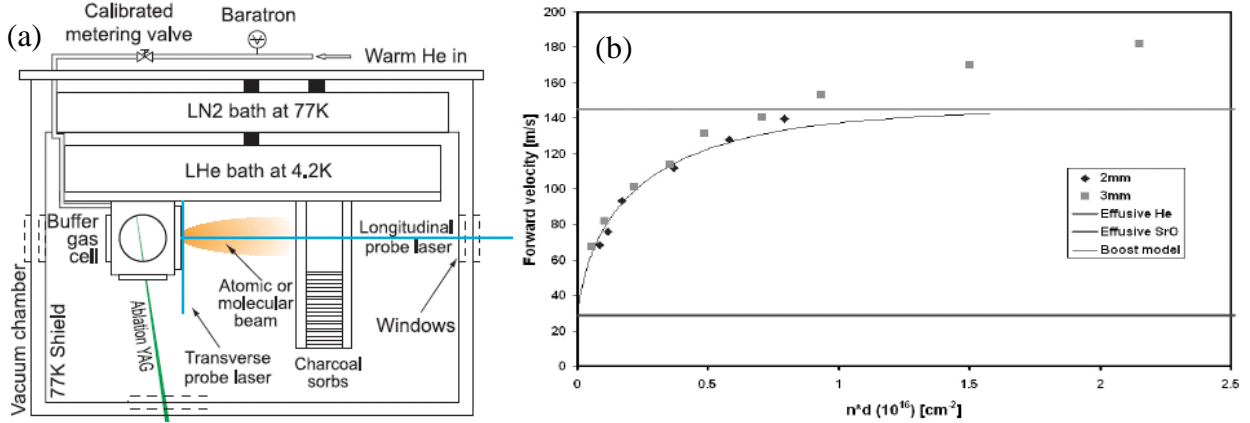 (a)
Calibrated
metering valve
Baratron
Warm He in
LN2 bath at 77K
LHe bath at 4.2K
Buffer
gas
cell
Longitudinal
probe laser
Atomic or
molecular
beam
Windows
Vacuum chamber
77K Shield
Ablation YAG
Transverse
probe laser
Charcoal
sorbs
(b)
Forward velocity [m/s]
200
180
160
140
120
100
80
60
40
20
0
0
0.5
1
1.5
2
2.5
n*d (10^16) [cm^-2]
2mm
3mm
Effusive He
Effusive SrO
Boost model